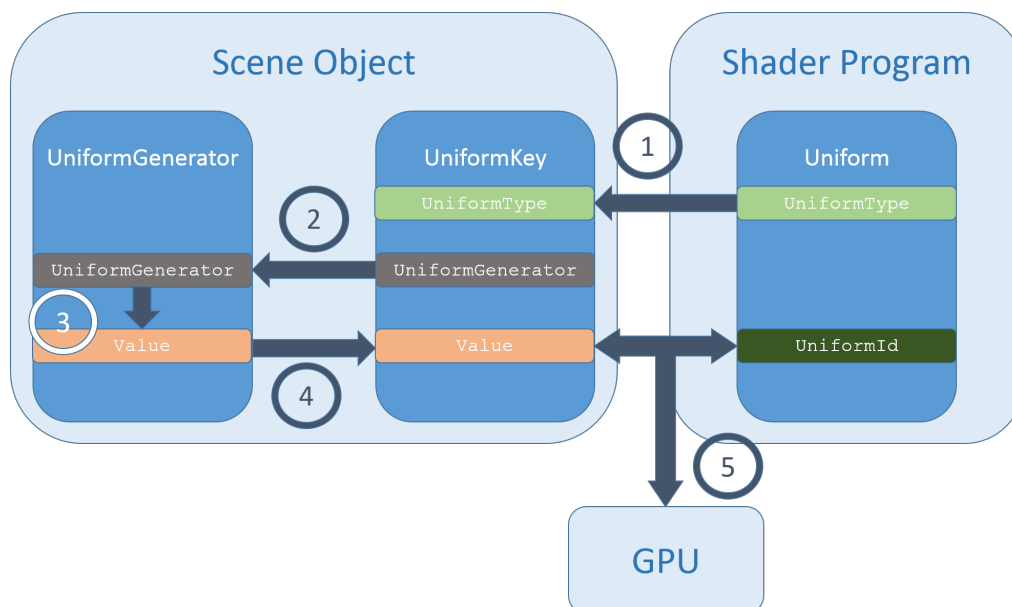 Scene Object
Shader Program
UniformGenerator
UniformKey
1
Uniform
UniformType
UniformType
2
UniformGenerator
UniformGenerator
3
Value
Value
UniformId
4
5
GPU